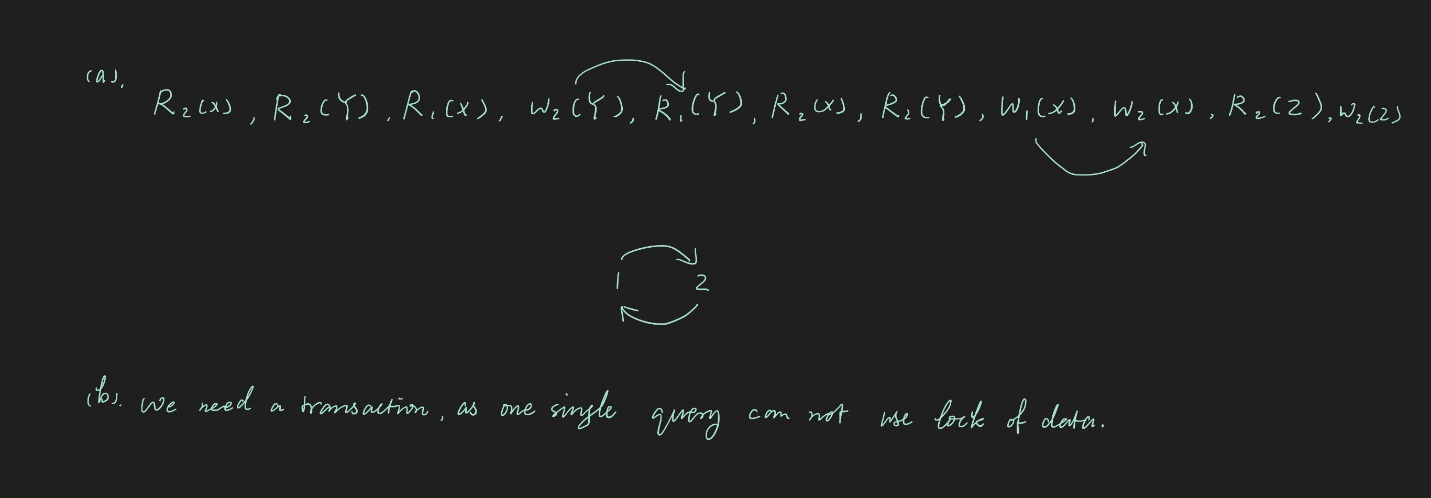 (a).
R₂(X), R₂(Y), R₁(X), W₂(Y), R₁(Y), R₂(X), R₂(Y), W₁(X), W₂(X), R₂(Z), W₂(Z)
1 2
(b). We need a transaction, as one single query can not use lock of data.